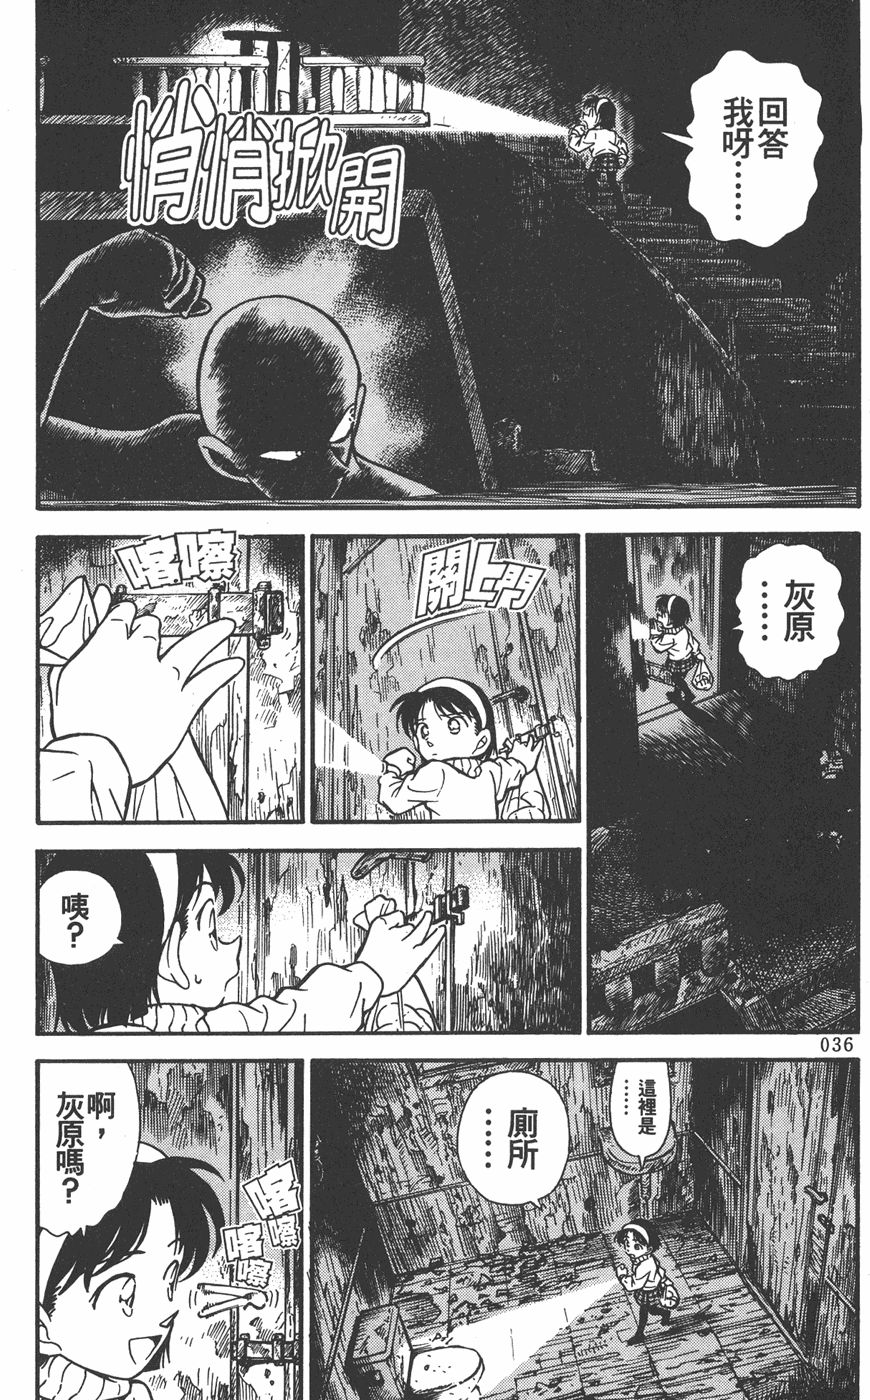 回答
我呀……
悄悄掀開
灰原
……
關上門
喀嚓
咦？
036
這裡是
……
廁所
……
啊，
灰原嗎？
喀嚓
喀嚓